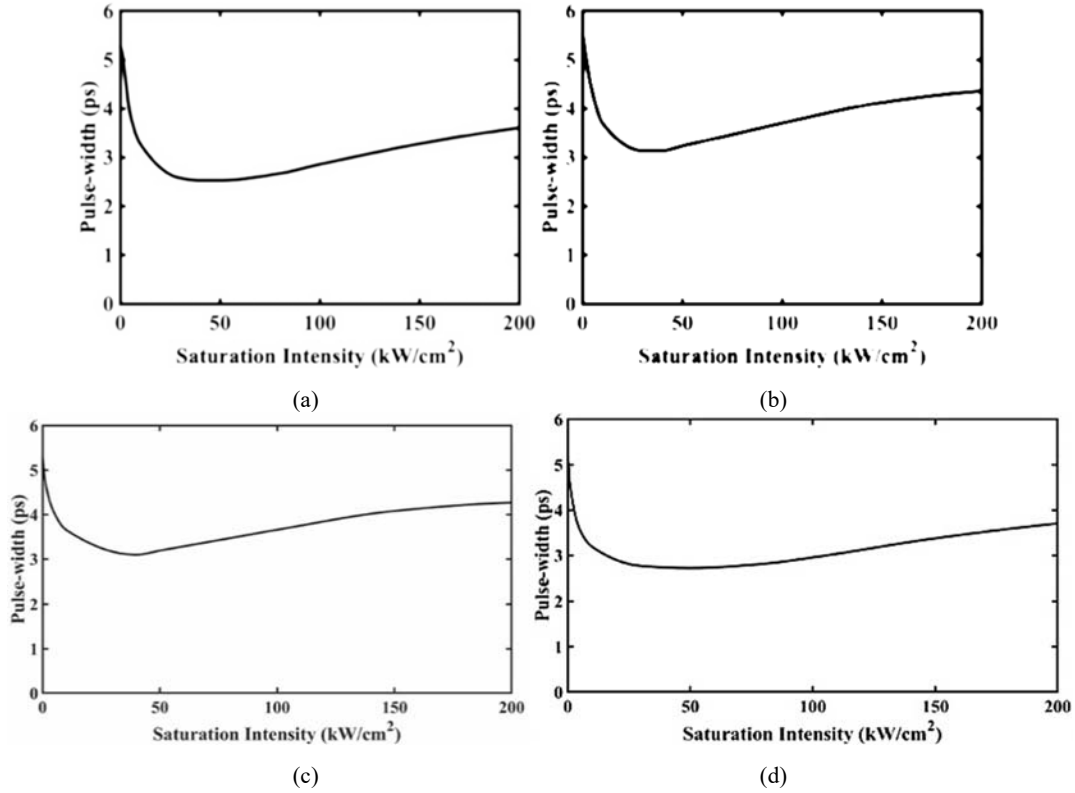 6
5
4
3
2
1
0
Pulse-width (ps)
0 50 100 150 200
Saturation Intensity (kW/cm²)
(a)
6
5
4
3
2
1
0
Pulse-width (ps)
0 50 100 150 200
Saturation Intensity (kW/cm²)
(b)
6
5
4
3
2
1
0
Pulse-width (ps)
0 50 100 150 200
Saturation Intensity (kW/cm²)
(c)
6
5
4
3
2
1
0
Pulse-width (ps)
0 50 100 150 200
Saturation Intensity (kW/cm²)
(d)